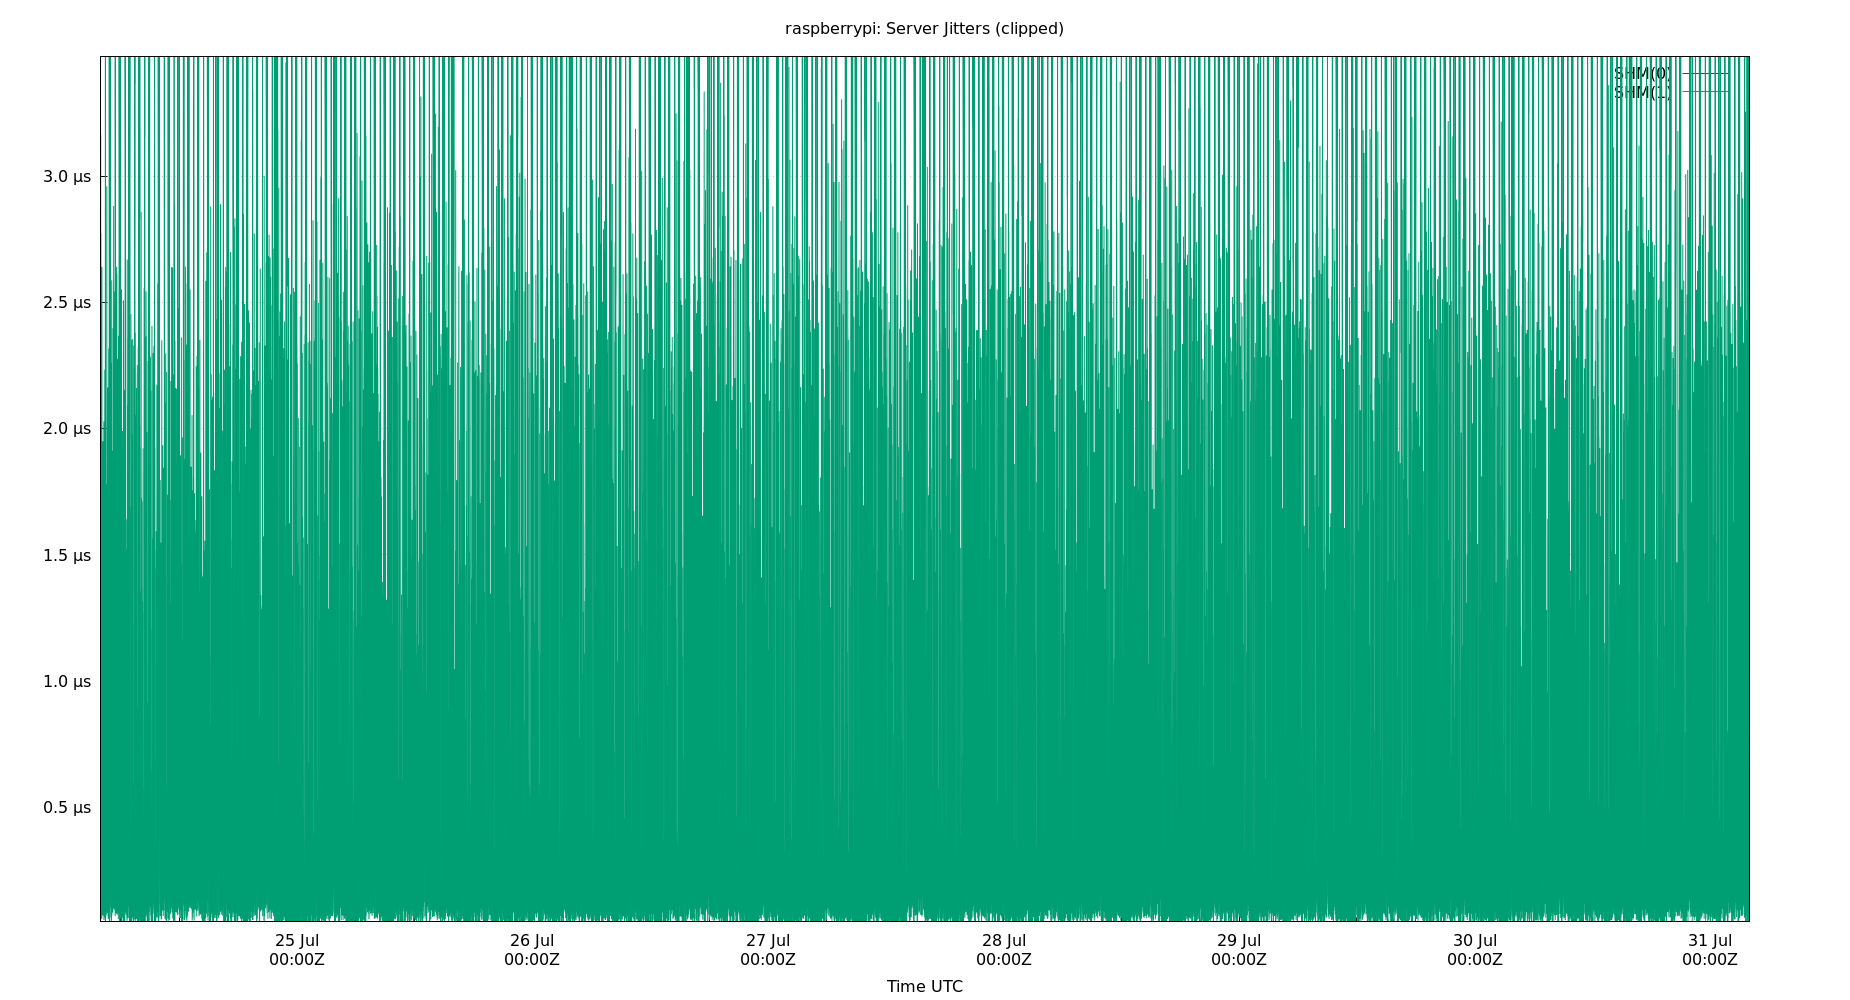 raspberrypi: Server Jitters (clipped)
SHM(0)
SHM(1)
3.0 µs
2.5 µs
2.0 µs
1.5 µs
1.0 µs
0.5 µs
25 Jul 26 Jul 27 Jul 28 Jul 29 Jul 30 Jul 31 Jul
00:00Z 00:00Z 00:00Z 00:00Z 00:00Z 00:00Z 00:00Z
Time UTC